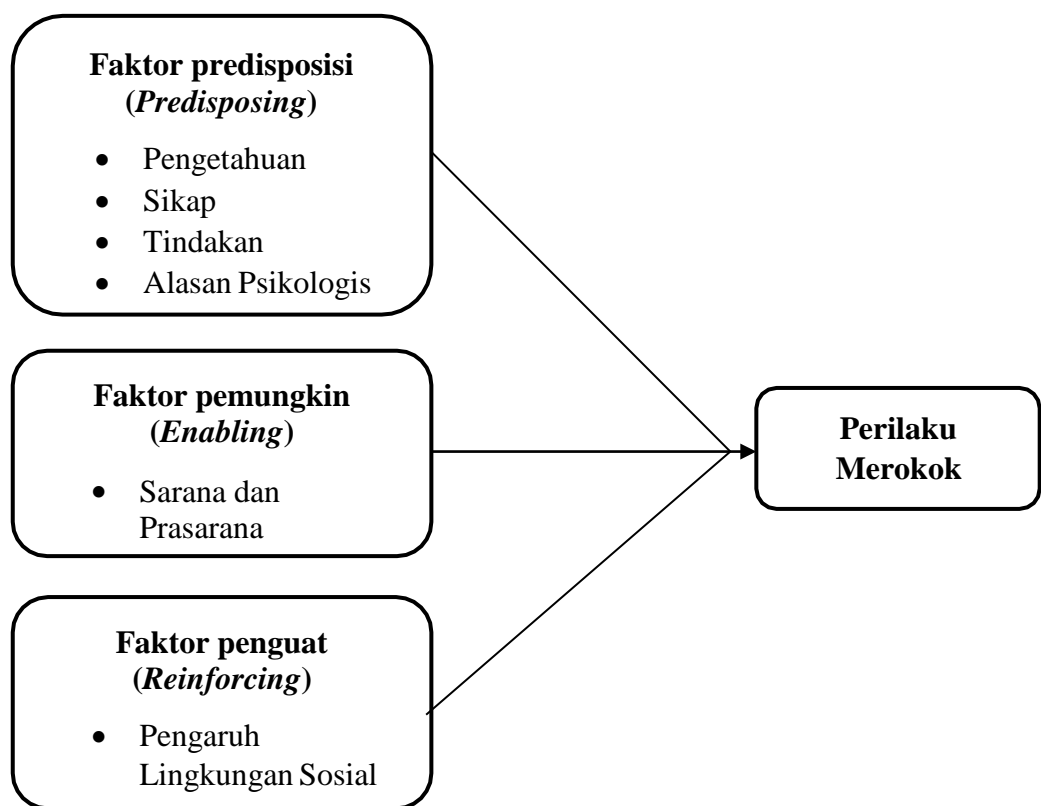 Faktor predisposisi
(Predisposing)
• Pengetahuan
• Sikap
• Tindakan
• Alasan Psikologis
Faktor pemungkin
(Enabling)
• Sarana dan
Prasarana
Faktor penguat
(Reinforcing)
• Pengaruh
Lingkungan Sosial
Perilaku
Merokok